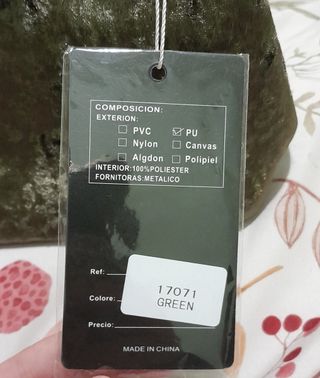 COMPOSICION:
EXTERION:
PVC PU
Nylon Canvas
Algdon Polipiel
INTERIOR:100%POLIESTER
FORNITORAS:METALICO
Ref:
17071
Colore:
GREEN
Precio:
MADE IN CHINA